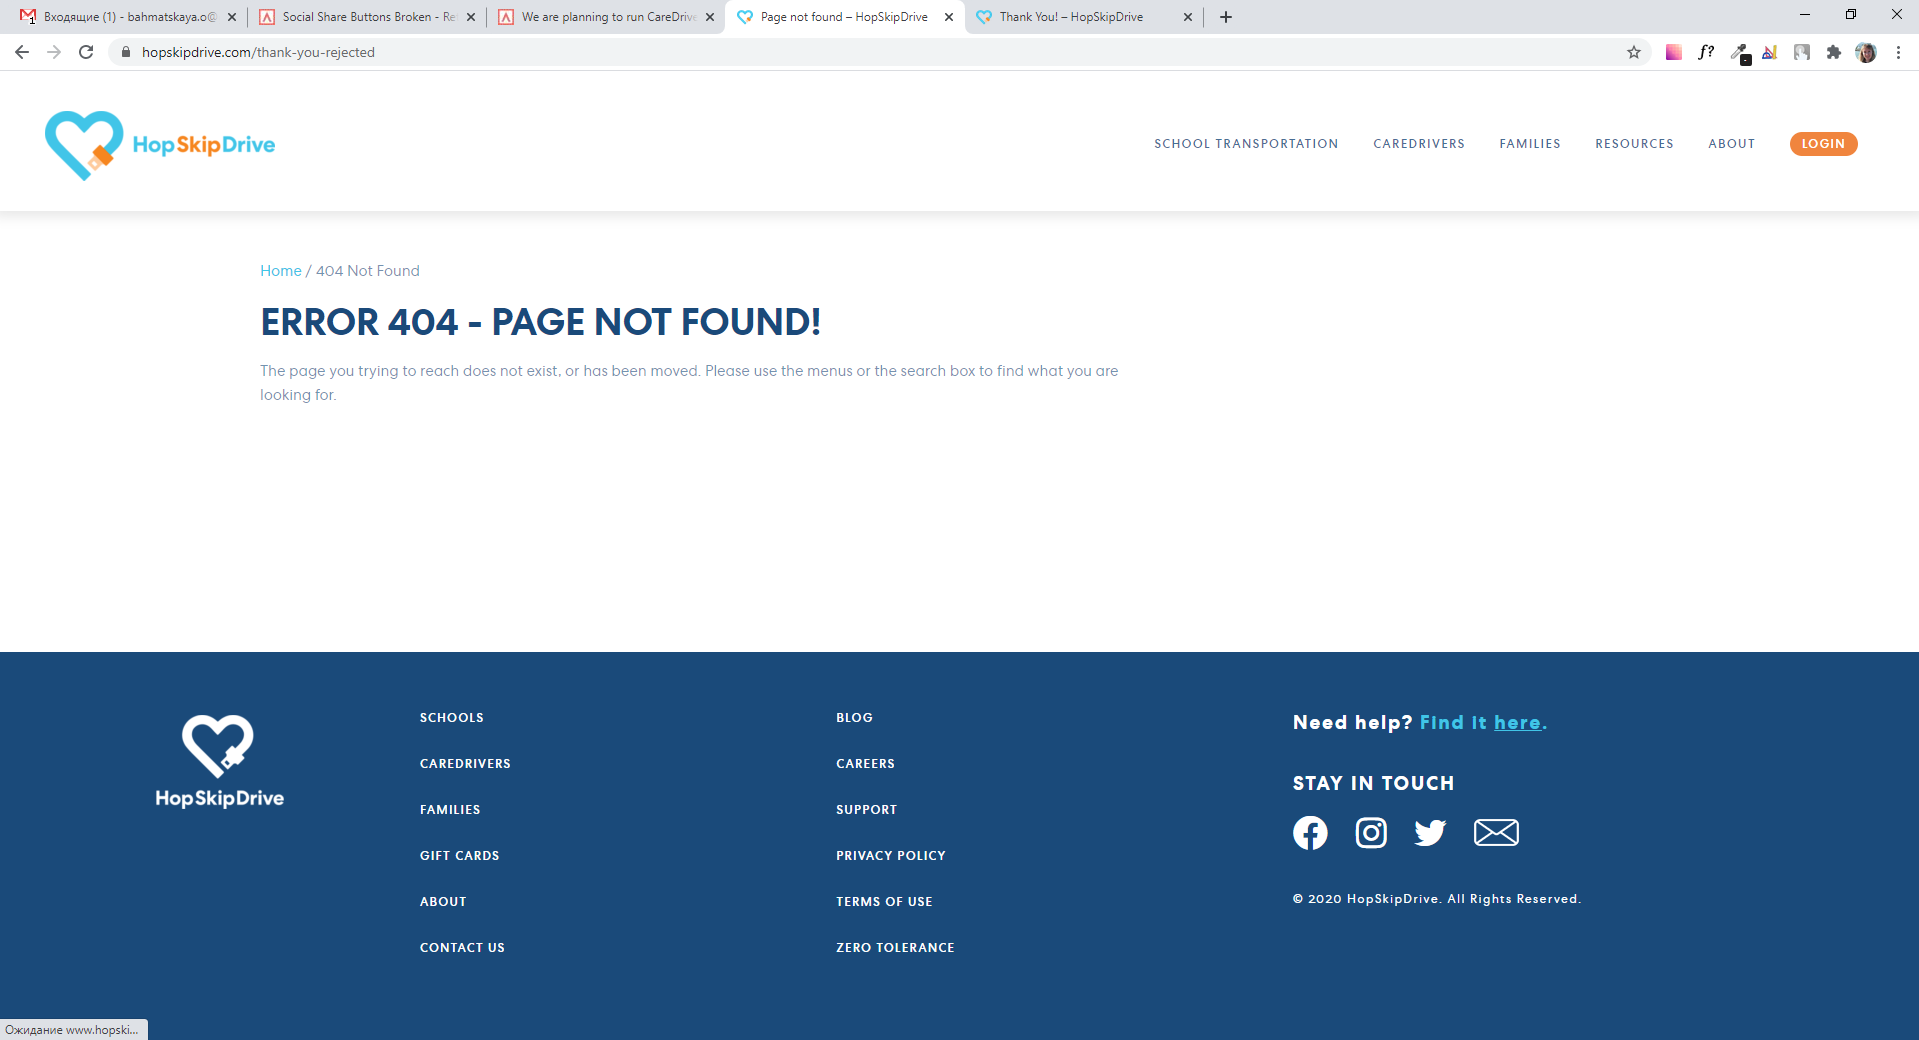 Входящие (1) - bahmatskaya.o@
Social Share Buttons Broken - Re
We are planning to run CareDrive
Page not found – HopSkipDrive
Thank You! – HopSkipDrive
hopskipdrive.com/thank-you-rejected
f?
HopSkipDrive
SCHOOL TRANSPORTATION
CAREDRIVERS
FAMILIES
RESOURCES
ABOUT
LOGIN
Home / 404 Not Found
ERROR 404 - PAGE NOT FOUND!
The page you trying to reach does not exist, or has been moved. Please use the menus or the search box to find what you are
looking for.
HopSkipDrive
SCHOOLS
CAREDRIVERS
FAMILIES
GIFT CARDS
ABOUT
CONTACT US
BLOG
CAREERS
SUPPORT
PRIVACY POLICY
TERMS OF USE
ZERO TOLERANCE
Need help? Find it here.
STAY IN TOUCH
© 2020 HopSkipDrive. All Rights Reserved.
Ожидание www.hopski...